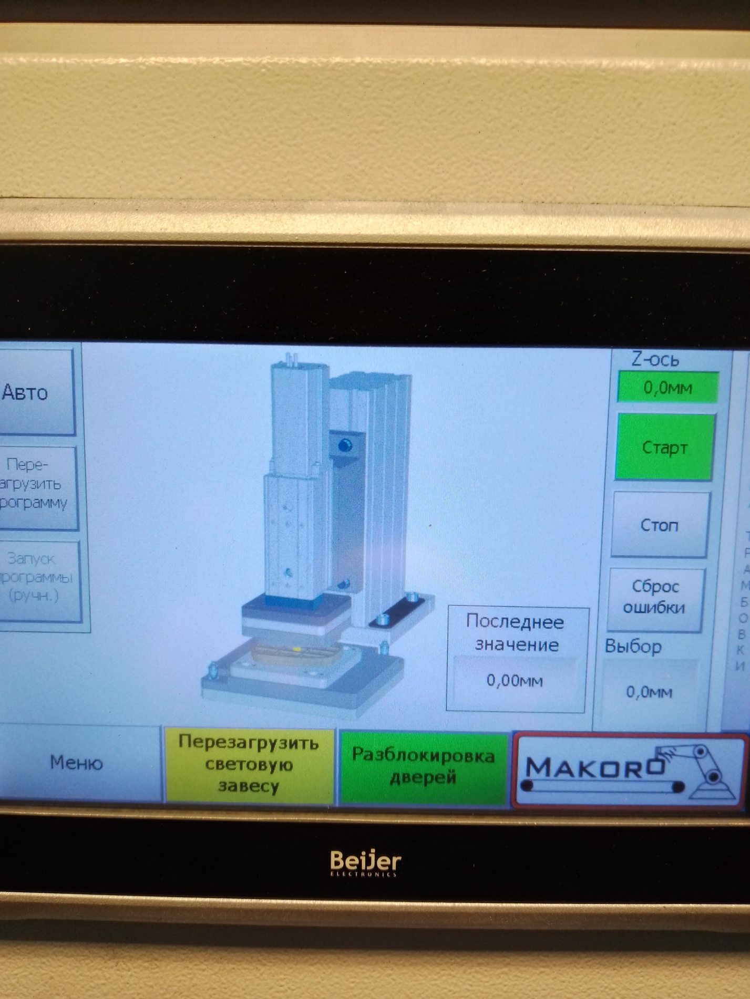 Авто
Пере-
агрузить
рограмму
Запуск
рограммы
(ручн.)
Z-ось
0,0мм
Старт
Стоп
Сброс
ошибки
Выбор
0,0мм
Последнее
значение
0,00мм
Т
Р
А
М
Б
О
В
К
И
Меню
Перезагрузить
световую
завесу
Разблокировка
дверей
MAKORO
Beijer
ELECTRONICS